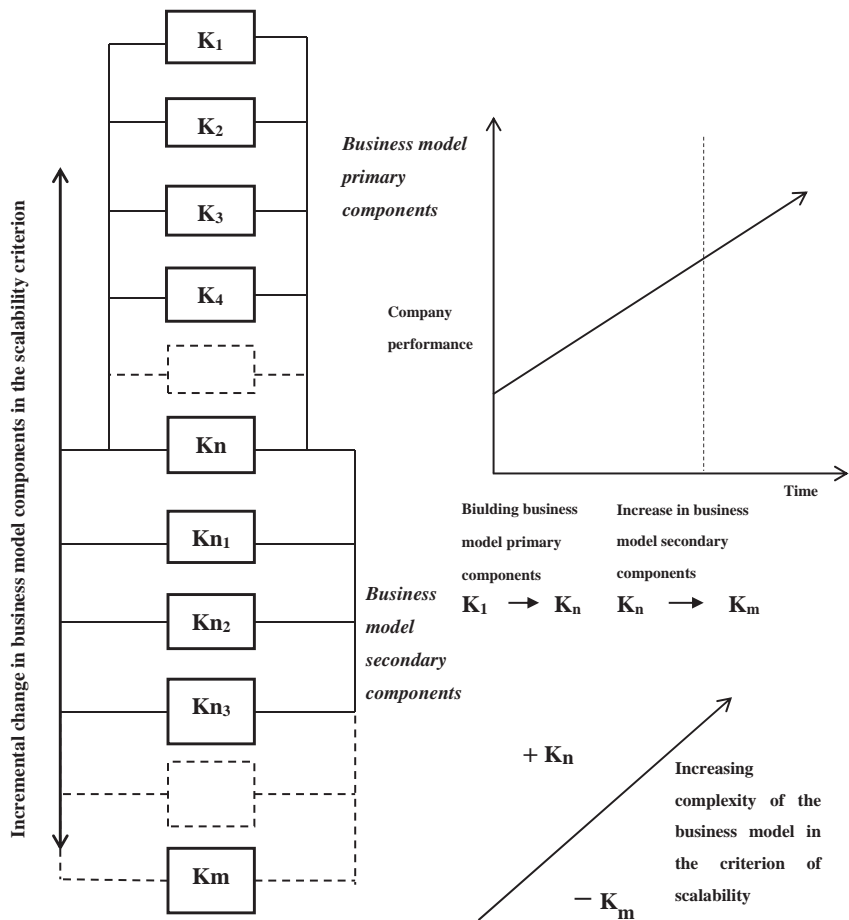 Incremental change in business model components in the scalability criterion
K₁
K₂
K₃
K₄
Kn
Kn₁
Kn₂
Kn₃
Km
Business model
primary
components
Business
model
secondary
components
Company
performance
Time
Biulding business
model primary
components
K₁ → Kₙ
Increase in business
model secondary
components
Kₙ → Kₘ
+ Kₙ
− Kₘ
Increasing
complexity of the
business model in
the criterion of
scalability